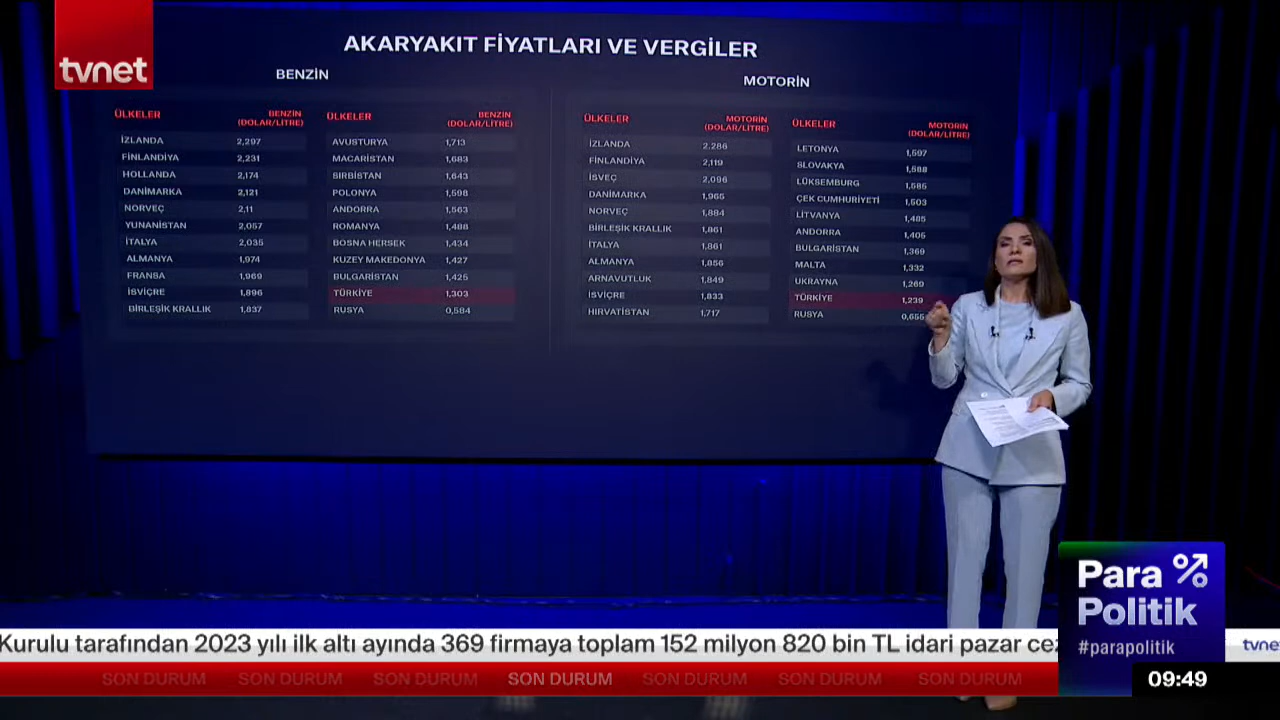 tvnet
AKARYAKIT FİYATLARI VE VERGİLER
BENZİN
ÜLKELER BENZİN (DOLAR/LİTRE)
İZLANDA 2,297
FİNLANDİYA 2,231
HOLLANDA 2,174
DANİMARKA 2,121
NORVEÇ 2,11
YUNANİSTAN 2,057
İTALYA 2,035
ALMANYA 1,974
FRANSA 1,969
İSVİÇRE 1,896
BİRLEŞİK KRALLIK 1,837
ÜLKELER BENZİN (DOLAR/LİTRE)
AVUSTURYA 1,713
MACARİSTAN 1,683
SIRBİSTAN 1,643
POLONYA 1,598
ANDORRA 1,563
ROMANYA 1,488
BOSNA HERSEK 1,434
KUZEY MAKEDONYA 1,427
BULGARİSTAN 1,425
TÜRKİYE 1,303
RUSYA 0,584
MOTORİN
ÜLKELER MOTORİN (DOLAR/LİTRE)
İZLANDA 2.286
FİNLANDİYA 2,119
İSVEÇ 2,096
DANİMARKA 1,965
NORVEÇ 1,884
BİRLEŞİK KRALLIK 1,861
İTALYA 1,861
ALMANYA 1,856
ARNAVUTLUK 1,849
İSVİÇRE 1,833
HIRVATİSTAN 1,717
ÜLKELER MOTORİN (DOLAR/LİTRE)
LETONYA 1,597
SLOVAKYA 1,588
LÜKSEMBURG 1,585
ÇEK CUMHURİYETİ 1,503
LİTVANYA 1,485
ANDORRA 1,405
BULGARİSTAN 1,369
MALTA 1,332
UKRAYNA 1,269
TÜRKİYE 1,239
RUSYA 0,655
Para %
Politik
#parapolitik
Kurulu tarafından 2023 yılı ilk altı ayında 369 firmaya toplam 152 milyon 820 bin TL idari pazar cez
tvnet
SON DURUM SON DURUM SON DURUM SON DURUM SON DURUM SON DURUM SON DURUM
09:49